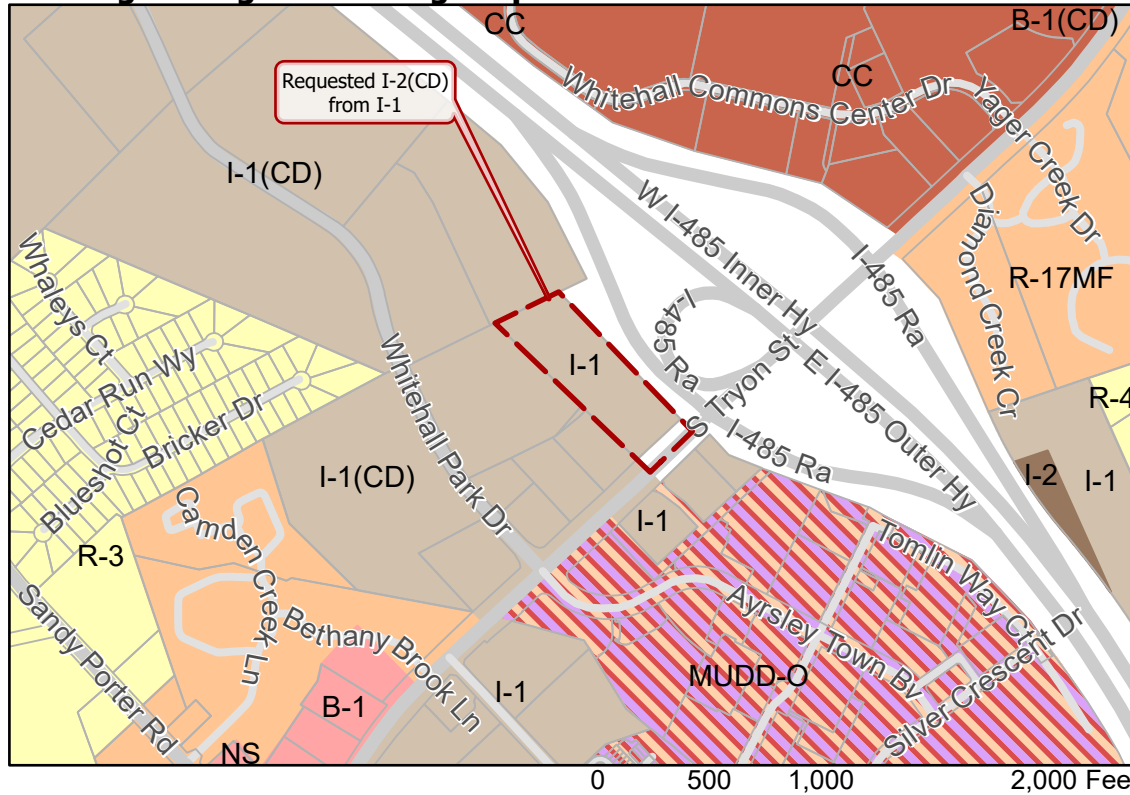 CC
B-1(CD)
Requested I-2(CD)
from I-1
CC
Whitehall Commons Center Dr
Yager Creek Dr
I-1(CD)
W I-485 Inner Hy
I-485 Ra
Diamond Creek Cr
R-17MF
Whaleys Ct
I-485 Ra
I-1
Whitehall Park Dr
Cedar Run Wy
S Tryon St
E I-485 Outer Hy
R-4
Blueshot Ct
Bricker Dr
I-485 Ra
I-1(CD)
I-2
I-1
Camden Creek Ln
I-1
R-3
Tomlin Way Ct
Sandy Porter Rd
Bethany Brook Ln
Ayrsley Town Bv
Silver Crescent Dr
MUDD-O
I-1
B-1
NS
0 500 1,000 2,000 Fee